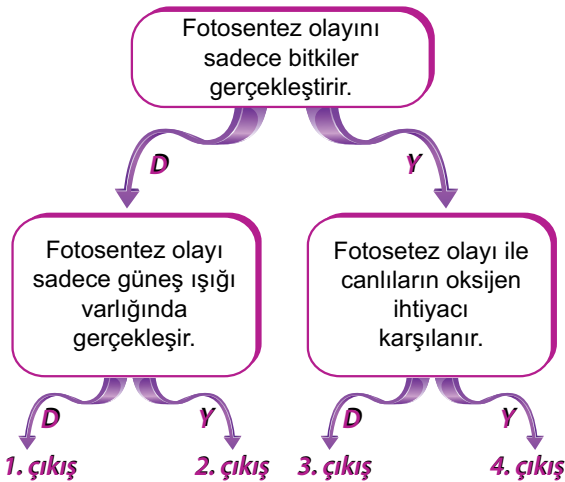 Fotosentez olayını
sadece bitkiler
gerçekleştirir.
D
Y
Fotosentez olayı
sadece güneş ışığı
varlığında
gerçekleşir.
Fotosetez olayı ile
canlıların oksijen
ihtiyacı
karşılanır.
D
Y
D
Y
1. çıkış
2. çıkış
3. çıkış
4. çıkış